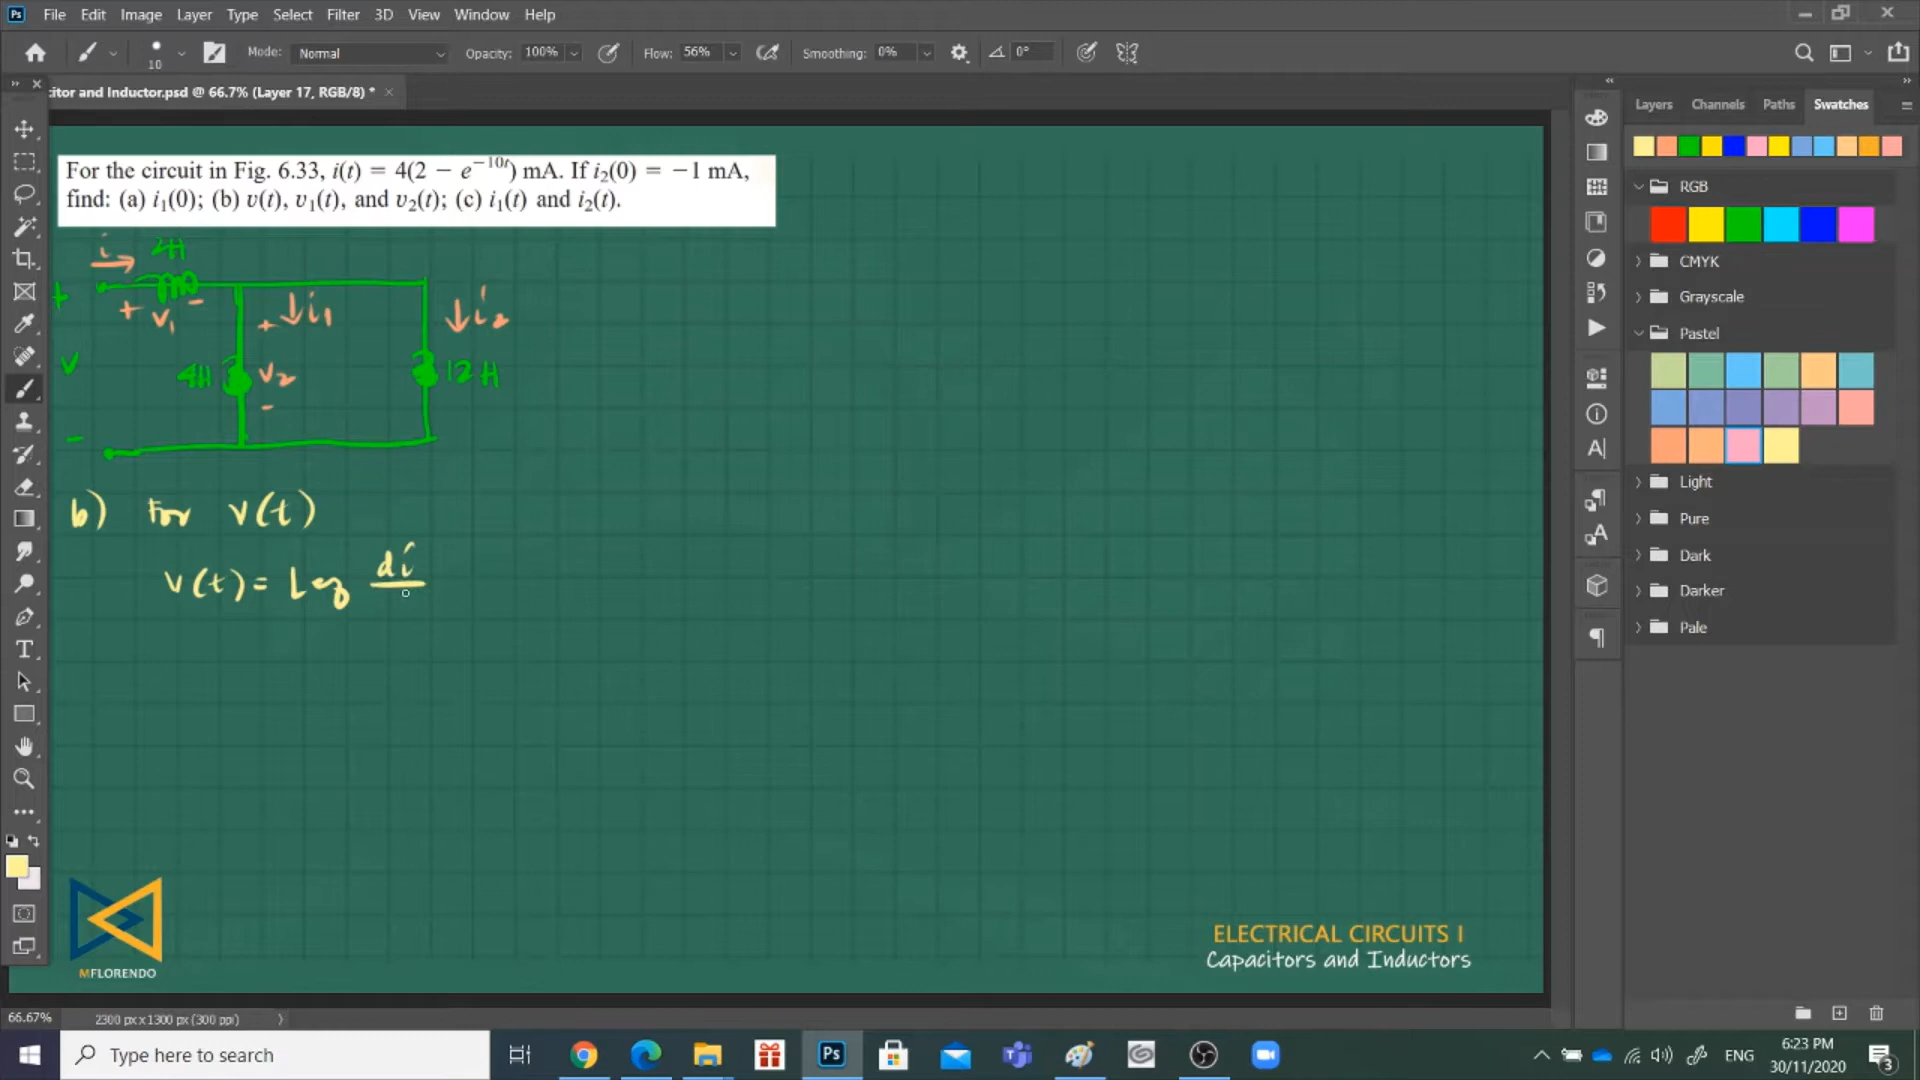 File Edit Image Layer Type Select Filter 3D View Window Help
10 Mode: Normal Opacity: 100% Flow: 56% Smoothing: 0% 0°
itor and Inductor.psd @ 66.7% (Layer 17, RGB/8) *
Layers Channels Paths Swatches
For the circuit in Fig. 6.33, i(t) = 4(2 − e^−10t) mA. If i₂(0) = −1 mA,
find: (a) i₁(0); (b) v(t), v₁(t), and v₂(t); (c) i₁(t) and i₂(t).
i 2H
+ + v₁ -
+ ↓i₁ ↓i₂
v 4H v₂ 12H
- -
b) For v(t)
v(t) = Leq di
RGB
CMYK
Grayscale
Pastel
Light
Pure
Dark
Darker
Pale
MFLORENDO
ELECTRICAL CIRCUITS I
Capacitors and Inductors
66.67% 2300 px x 1300 px (300 ppi)
Type here to search
ENG
6:23 PM
30/11/2020
3